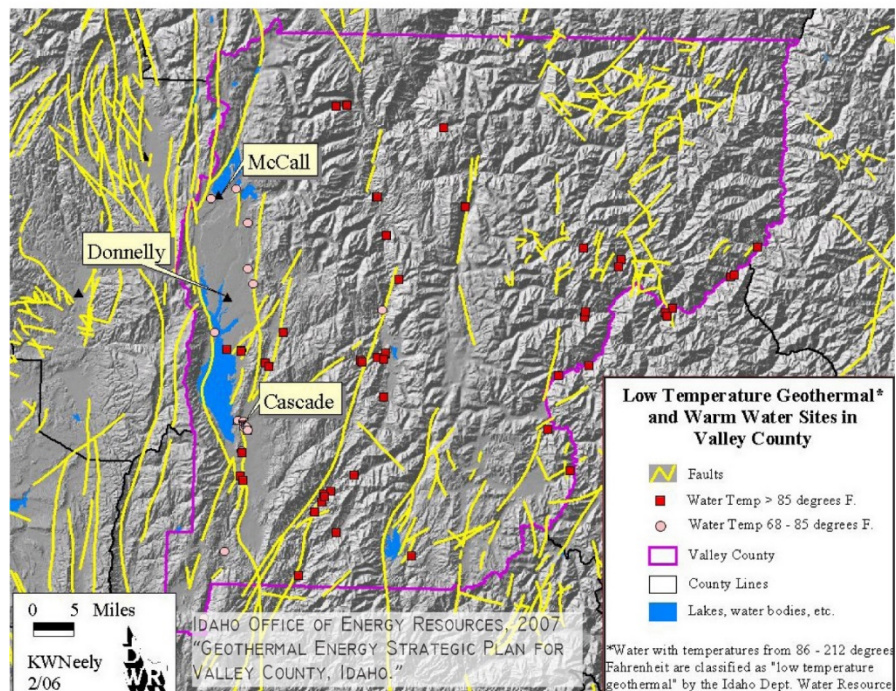 McCall
Donnelly
Cascade
Low Temperature Geothermal*
and Warm Water Sites in
Valley County
Faults
Water Temp > 85 degrees F.
Water Temp 68 - 85 degrees F.
Valley County
County Lines
Lakes, water bodies, etc.
*Water with temperatures from 86 - 212 degrees
Fahrenheit are classified as "low temperature
geothermal" by the Idaho Dept. Water Resource
0 5 Miles
KWNeely
2/06
IDWR
IDAHO OFFICE OF ENERGY RESOURCES, 2007
"GEOTHERMAL ENERGY STRATEGIC PLAN FOR
VALLEY COUNTY, IDAHO."